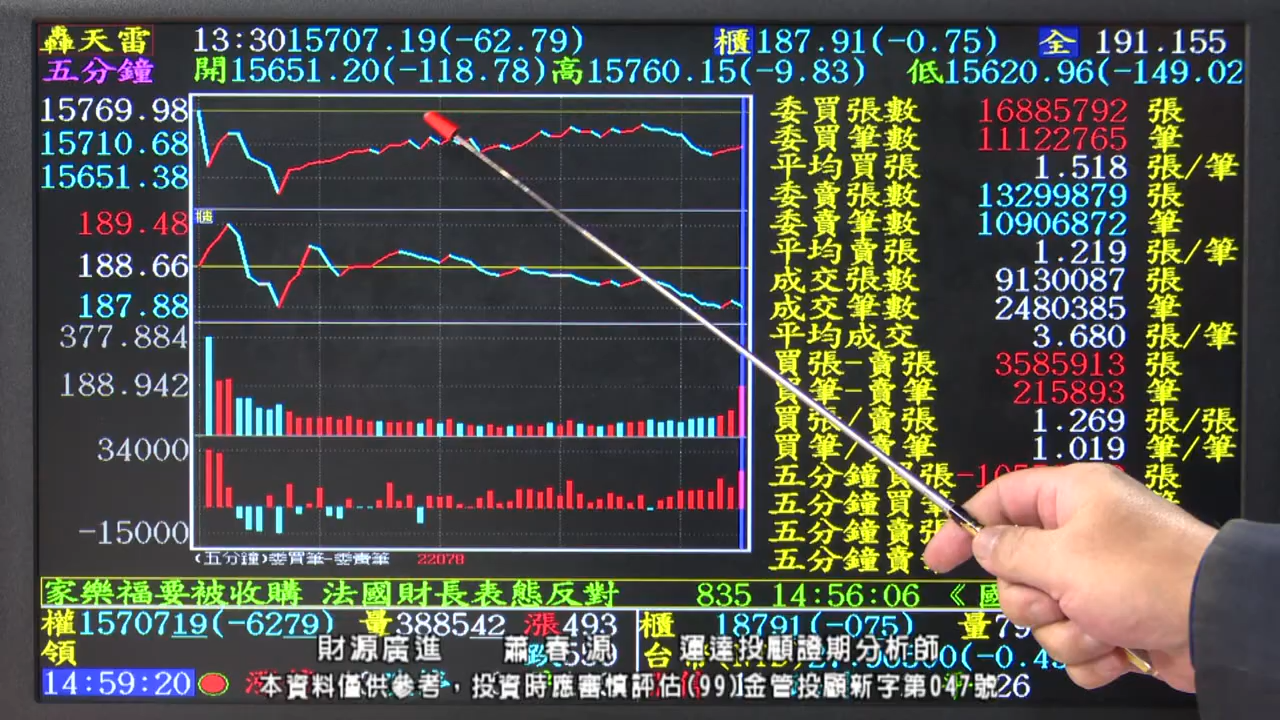 轟天雷 13:30 15707.19(-62.79) 櫃 187.91(-0.75) 全 191.155
五分鐘 開15651.20(-118.78) 高15760.15(-9.83) 低15620.96(-149.02
15769.98
15710.68
15651.38
189.48 櫃
188.66
187.88
377.884
188.942
34000
-15000
(五分鐘)委買筆-委賣筆 22078
委買張數 16885792 張
委買筆數 11122765 筆
平均買張 1.518 張/筆
委賣張數 13299879 張
委賣筆數 10906872 筆
平均賣張 1.219 張/筆
成交張數 9130087 張
成交筆數 2480385 筆
平均成交 3.680 張/筆
買張-賣張 3585913 張
買筆-賣筆 215893 筆
買張/賣張 1.269 張/張
買筆/賣筆 1.019 筆/筆
五分鐘買張 張
五分鐘買筆
五分鐘賣張
五分鐘賣
家樂福要被收購 法國財長表態反對 835 14:56:06 《
權1570719(-6279) 量388542 漲493 櫃 18791(-075) 量
領 台
14:59:20
財源廣進 蕭春源 運達投顧證期分析師
本資料僅供參考，投資時應審慎評估(99)金管投顧新字第047號